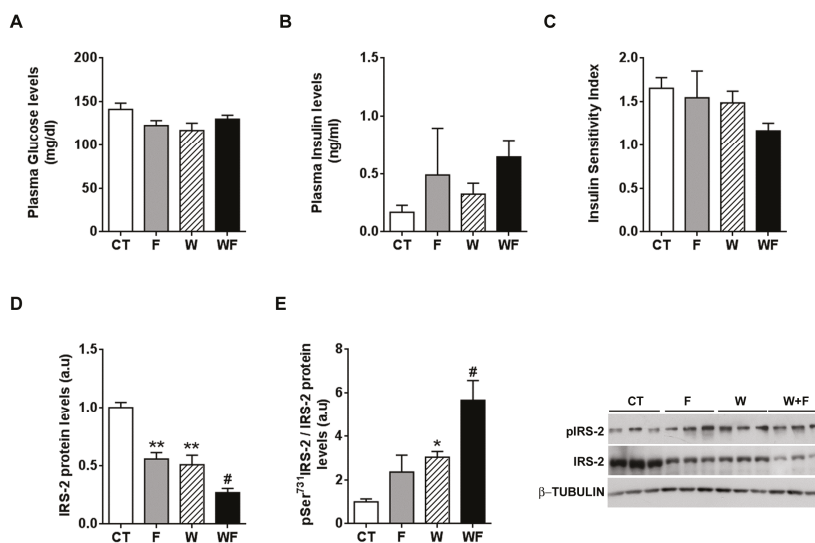 A
B
C
Plasma Glucose levels
(mg/dl)
200
150
100
50
0
CT F W WF
Plasma Insulin levels
(ng/ml)
1.5
1.0
0.5
0.0
CT F W WF
Insulin Sensitivity Index
2.0
1.5
1.0
0.5
0.0
CT F W WF
D
E
IRS-2 protein levels (a.u)
1.5
1.0
0.5
0.0
** ** #
CT F W WF
pSer731IRS-2 / IRS-2 protein
levels (a.u)
8
6
4
2
0
* #
CT F W WF
CT F W W+F
pIRS-2
IRS-2
β-TUBULIN